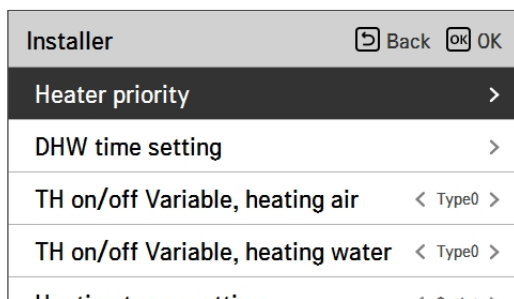 Installer Back OK OK
Heater priority >
DHW time setting >
TH on/off Variable, heating air < Type0 >
TH on/off Variable, heating water < Type0 >